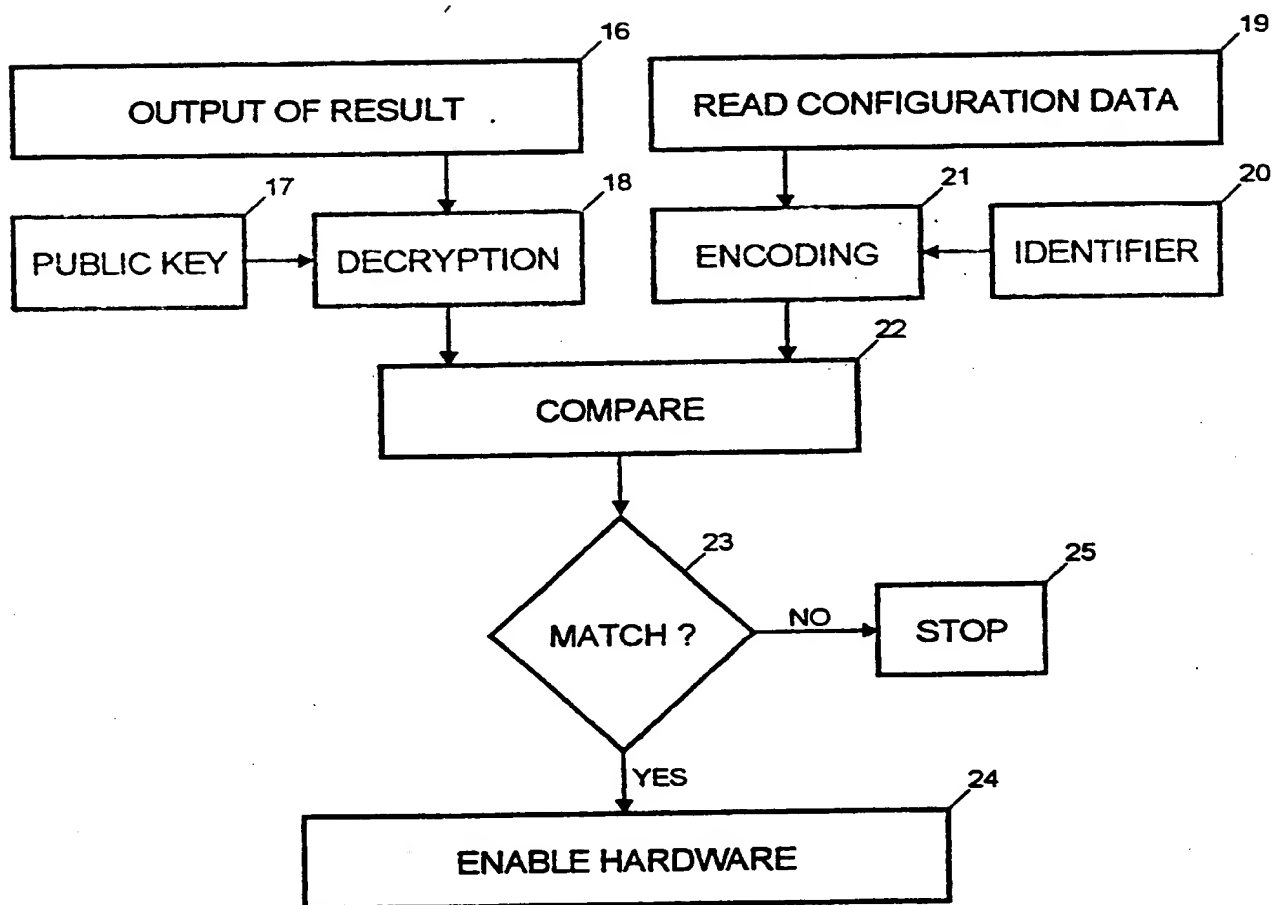 16
OUTPUT OF RESULT
19
READ CONFIGURATION DATA
17
PUBLIC KEY
18
DECRYPTION
21
ENCODING
20
IDENTIFIER
22
COMPARE
23
MATCH ?
NO
25
STOP
YES
24
ENABLE HARDWARE